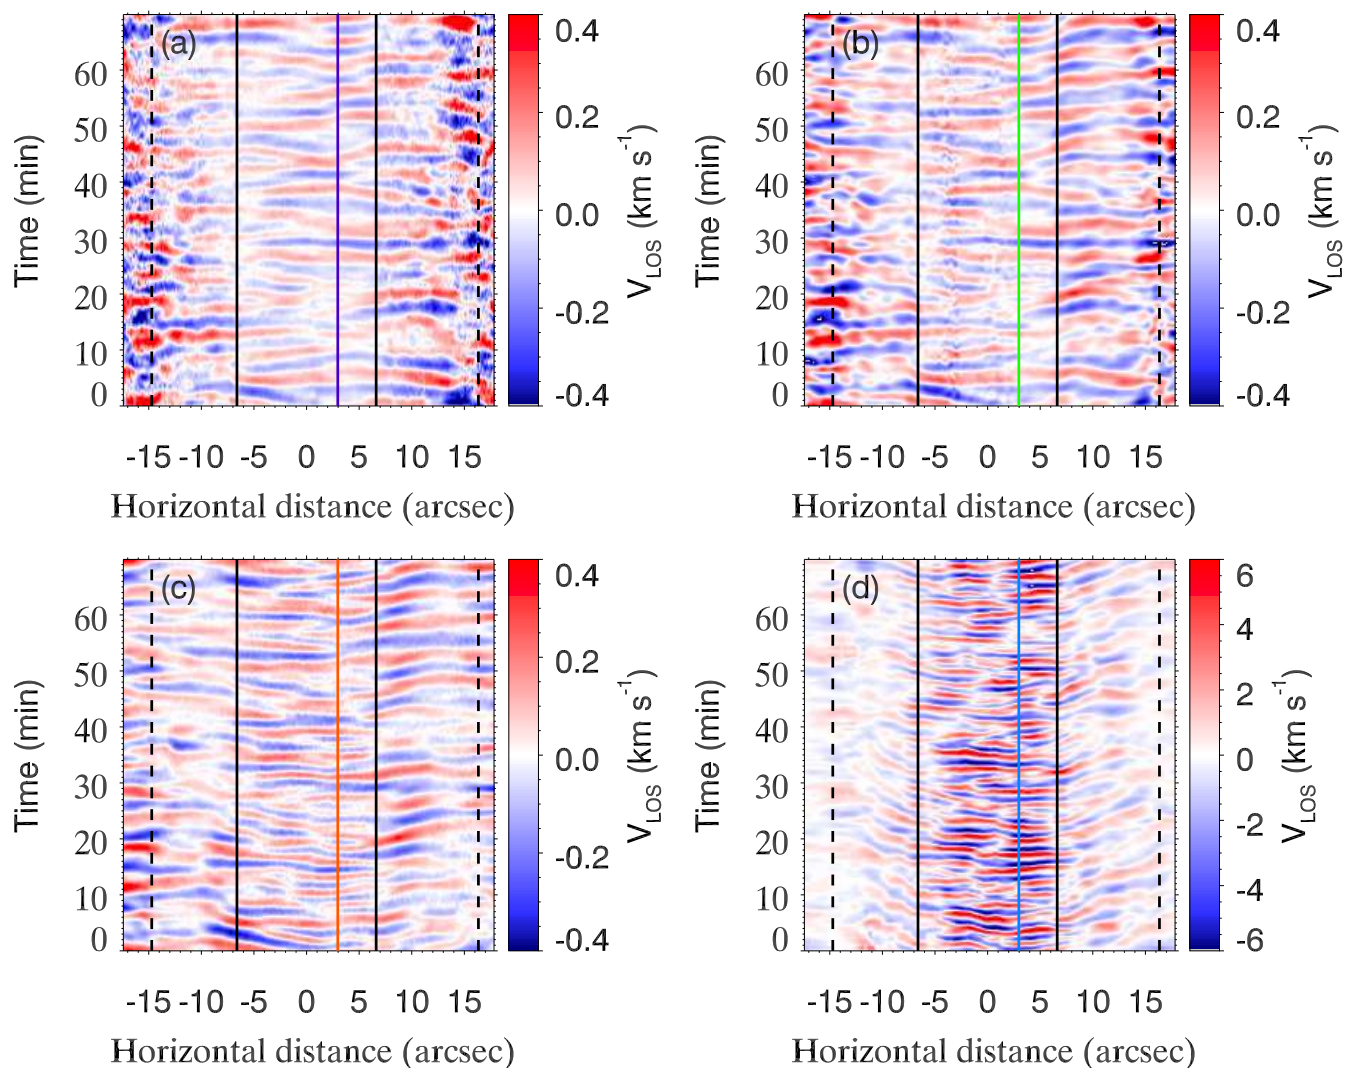 (a)
Time (min)
60
50
40
30
20
10
0
-15 -10 -5 0 5 10 15
Horizontal distance (arcsec)
0.4
0.2
0.0
-0.2
-0.4
V_LOS (km s⁻¹)
(b)
Time (min)
60
50
40
30
20
10
0
-15 -10 -5 0 5 10 15
Horizontal distance (arcsec)
0.4
0.2
0.0
-0.2
-0.4
V_LOS (km s⁻¹)
(c)
Time (min)
60
50
40
30
20
10
0
-15 -10 -5 0 5 10 15
Horizontal distance (arcsec)
0.4
0.2
0.0
-0.2
-0.4
V_LOS (km s⁻¹)
(d)
Time (min)
60
50
40
30
20
10
0
-15 -10 -5 0 5 10 15
Horizontal distance (arcsec)
6
4
2
0
-2
-4
-6
V_LOS (km s⁻¹)